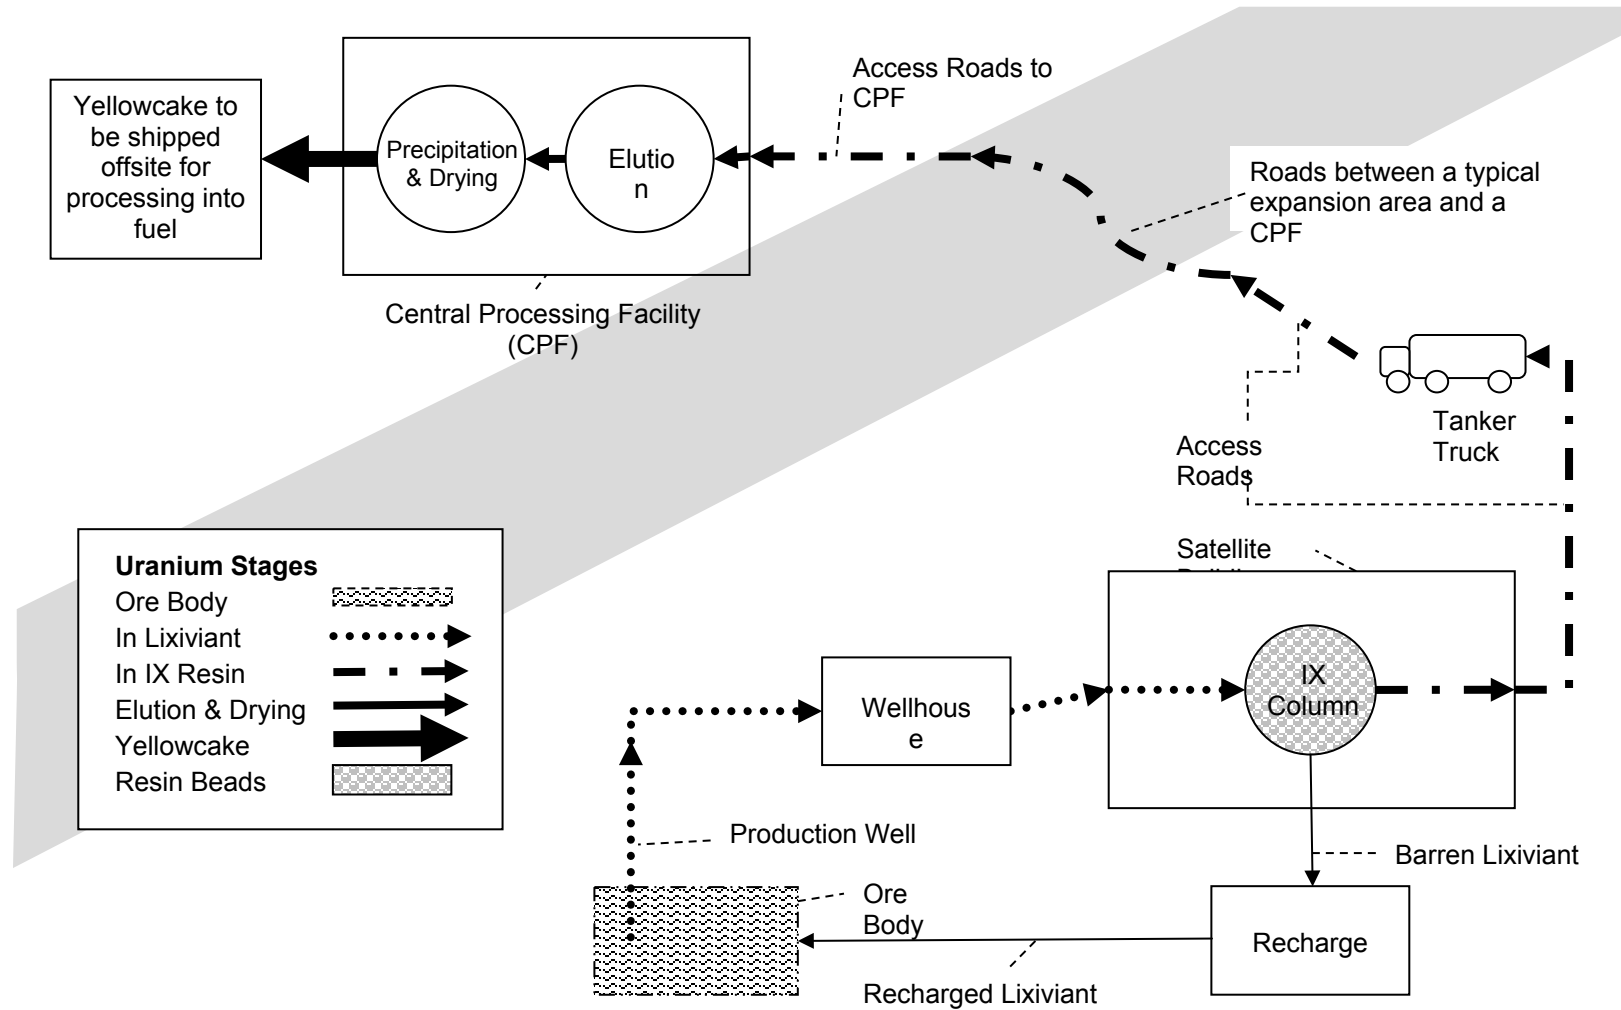 Access Roads to
CPF
Yellowcake to
be shipped
offsite for
processing into
fuel
Precipitation
& Drying
Elutio
n
Roads between a typical
expansion area and a
CPF
Central Processing Facility
(CPF)
Tanker
Truck
Access
Roads
Uranium Stages
Ore Body
In Lixiviant
In IX Resin
Elution & Drying
Yellowcake
Resin Beads
Satellite
IX
Column
Wellhous
e
Production Well
Barren Lixiviant
Ore
Body
Recharge
Recharged Lixiviant